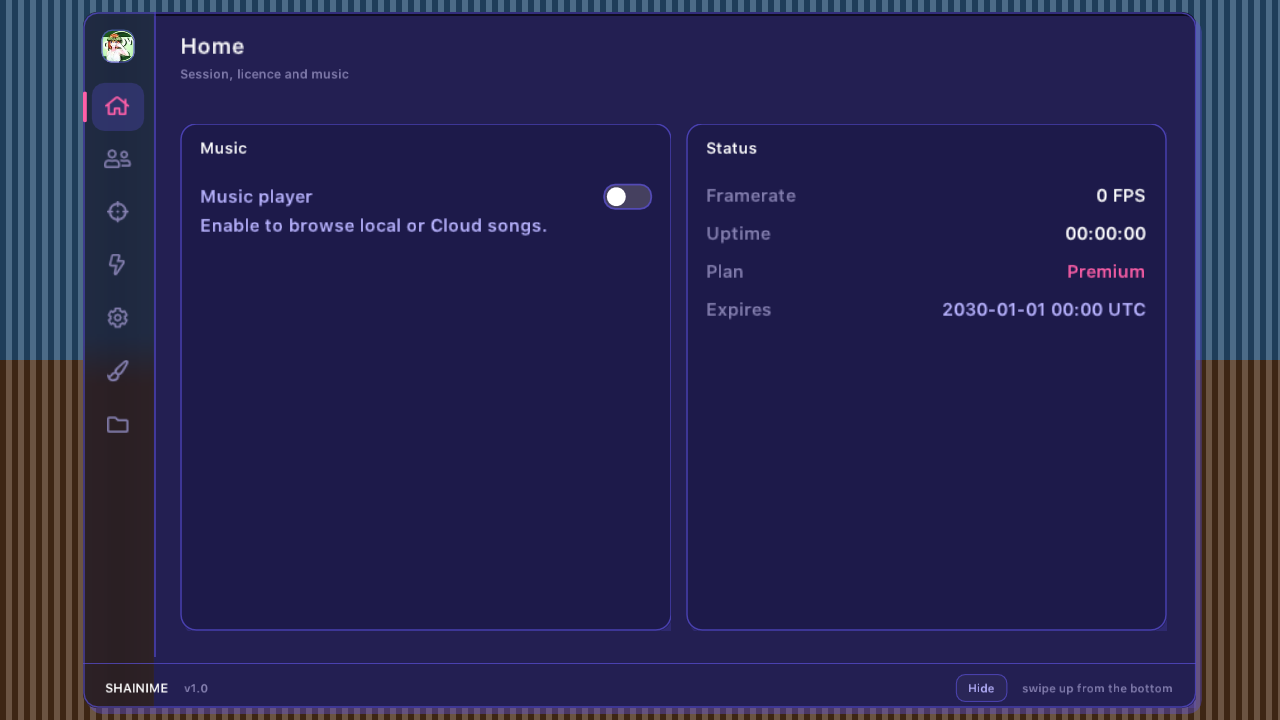 Home
Session, licence and music
Music
Music player
Enable to browse local or Cloud songs.
Status
Framerate 0 FPS
Uptime 00:00:00
Plan Premium
Expires 2030-01-01 00:00 UTC
SHAINIME v1.0
Hide swipe up from the bottom